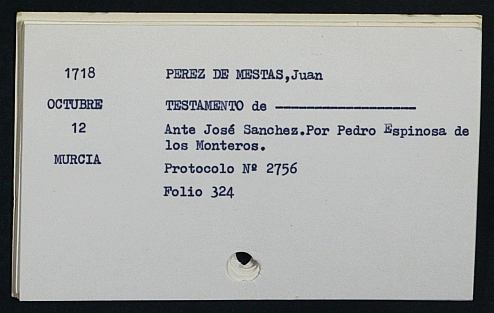 1718 PEREZ DE MESTAS,Juan
OCTUBRE TESTAMENTO de ------------------
12 Ante José Sanchez.Por Pedro Espinosa de
los Monteros.
MURCIA
Protocolo Nº 2756
Folio 324